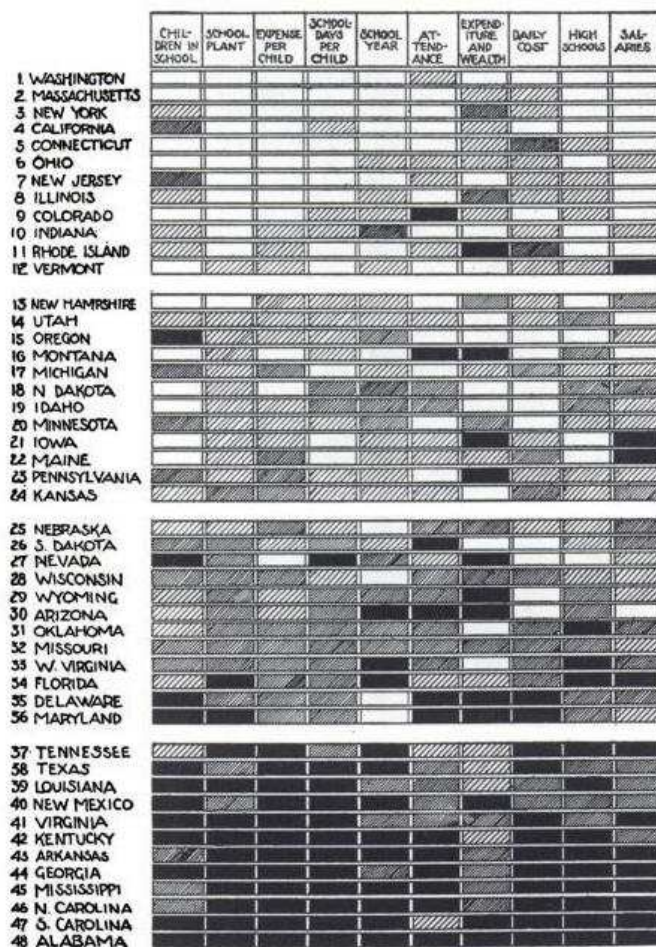 CHIL-
DREN IN
SCHOOL
SCHOOL
PLANT
EXPENSE
PER
CHILD
SCHOOL-
DAYS
PER
CHILD
SCHOOL
YEAR
AT-
TEND-
ANCE
EXPEND-
ITURE
AND
WEALTH
DAILY
COST
HIGH
SCHOOLS
SAL-
ARIES
1 WASHINGTON
2 MASSACHUSETTS
3 NEW YORK
4 CALIFORNIA
5 CONNECTICUT
6 OHIO
7 NEW JERSEY
8 ILLINOIS
9 COLORADO
10 INDIANA
11 RHODE ISLAND
12 VERMONT
13 NEW HAMPSHIRE
14 UTAH
15 OREGON
16 MONTANA
17 MICHIGAN
18 N DAKOTA
19 IDAHO
20 MINNESOTA
21 IOWA
22 MAINE
23 PENNSYLVANIA
24 KANSAS
25 NEBRASKA
26 S. DAKOTA
27 NEVADA
28 WISCONSIN
29 WYOMING
30 ARIZONA
31 OKLAHOMA
32 MISSOURI
33 W. VIRGINIA
34 FLORIDA
35 DELAWARE
36 MARYLAND
37 TENNESSEE
38 TEXAS
39 LOUISIANA
40 NEW MEXICO
41 VIRGINIA
42 KENTUCKY
43 ARKANSAS
44 GEORGIA
45 MISSISSIPPI
46 N. CAROLINA
47 S. CAROLINA
48 ALABAMA